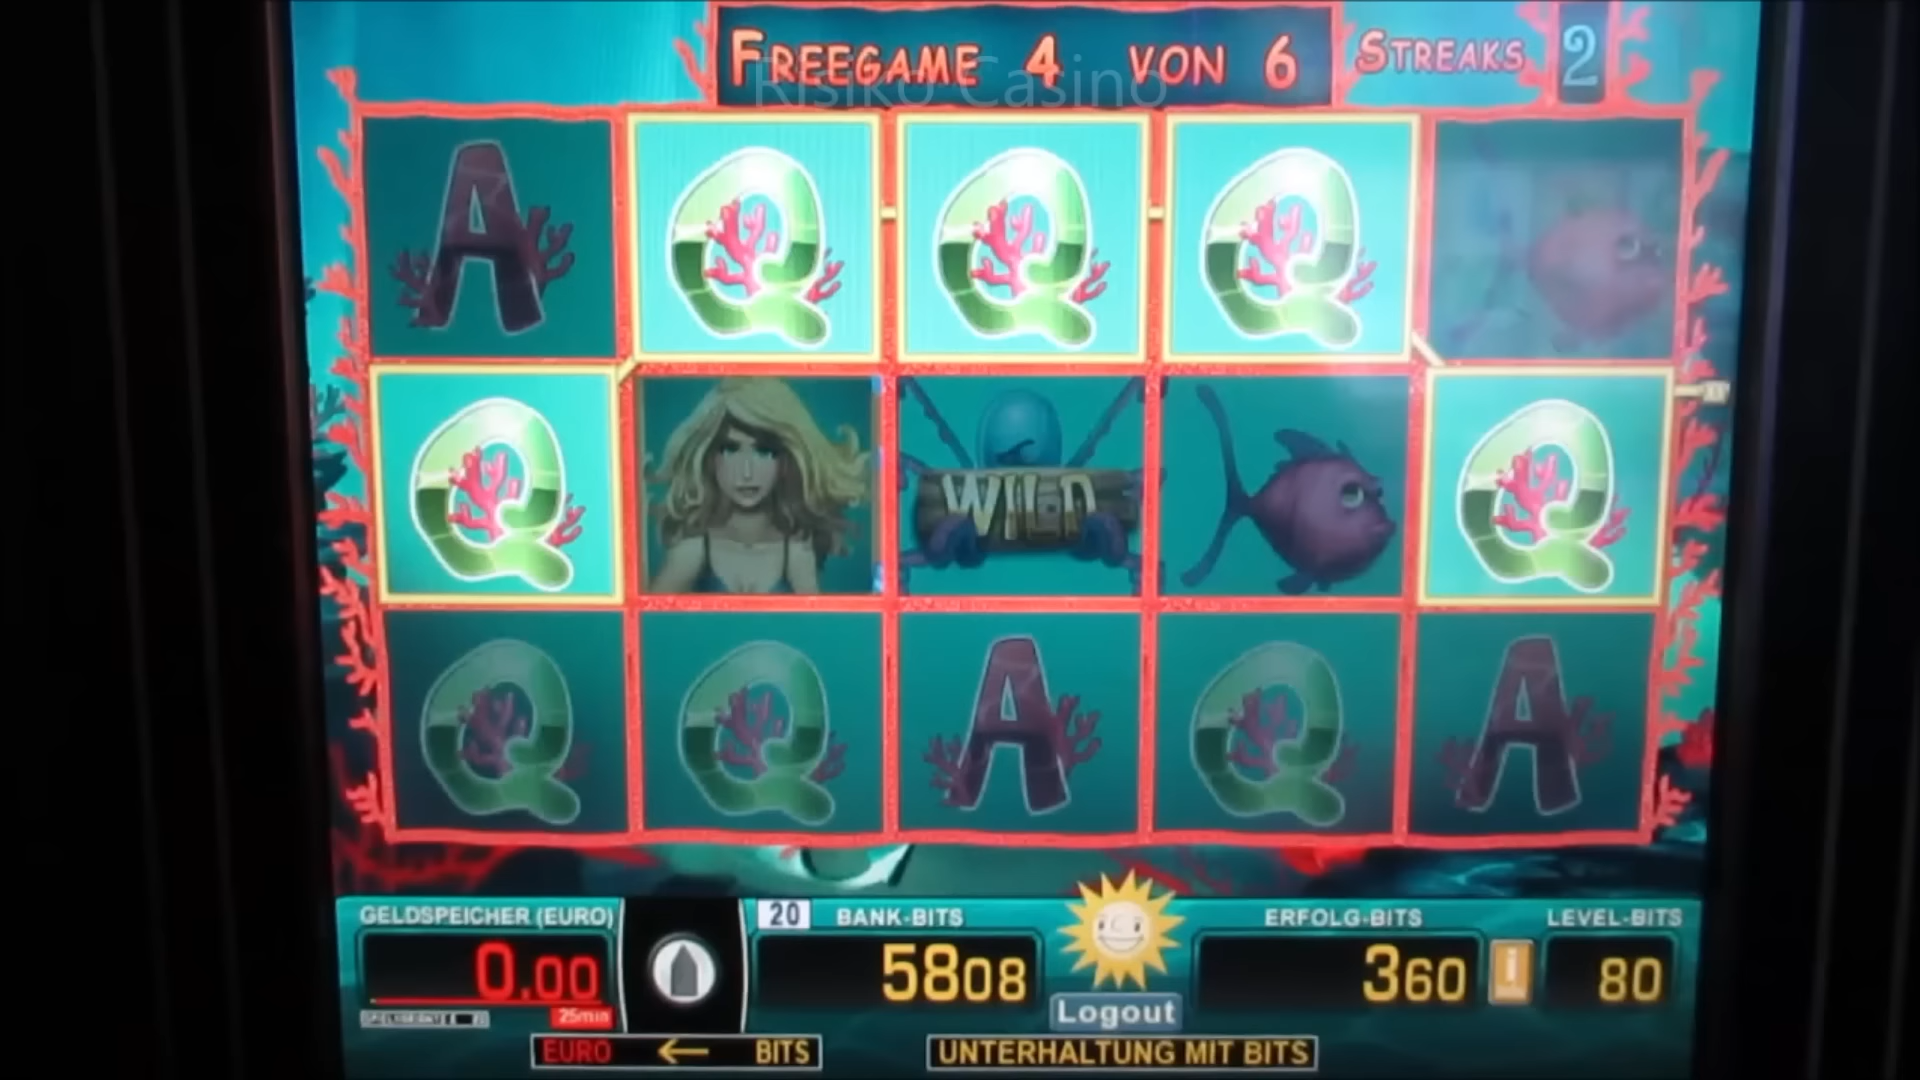 FREEGAME 4 VON 6 STREAKS 2
Risiko Casino
A Q Q Q
Q WILD Q
Q Q A Q A
GELDSPEICHER (EURO) 20 BANK-BITS ERFOLG-BITS LEVEL-BITS
0.00 5808 360 i 80
25min Logout
EURO ← BITS UNTERHALTUNG MIT BITS